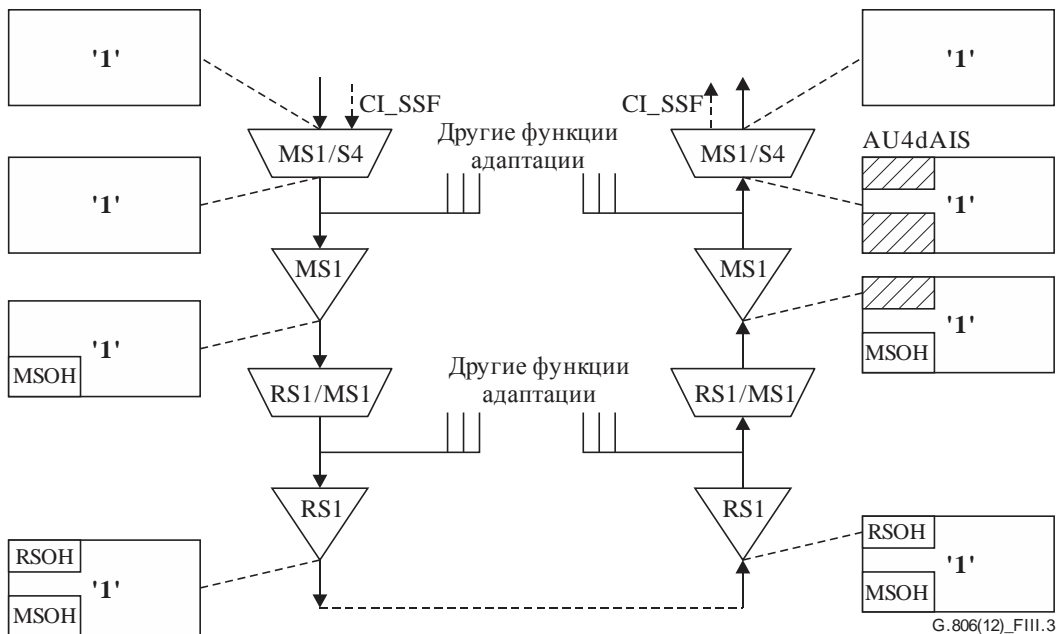 '1'
'1'
CI_SSF
CI_SSF
Другие функции
адаптации
MS1/S4
MS1/S4
AU4dAIS
'1'
'1'
MS1
MS1
'1'
MSOH
'1'
MSOH
Другие функции
адаптации
RS1/MS1
RS1/MS1
RS1
RS1
RSOH
'1'
MSOH
RSOH
'1'
MSOH
G.806(12)_FIII.3